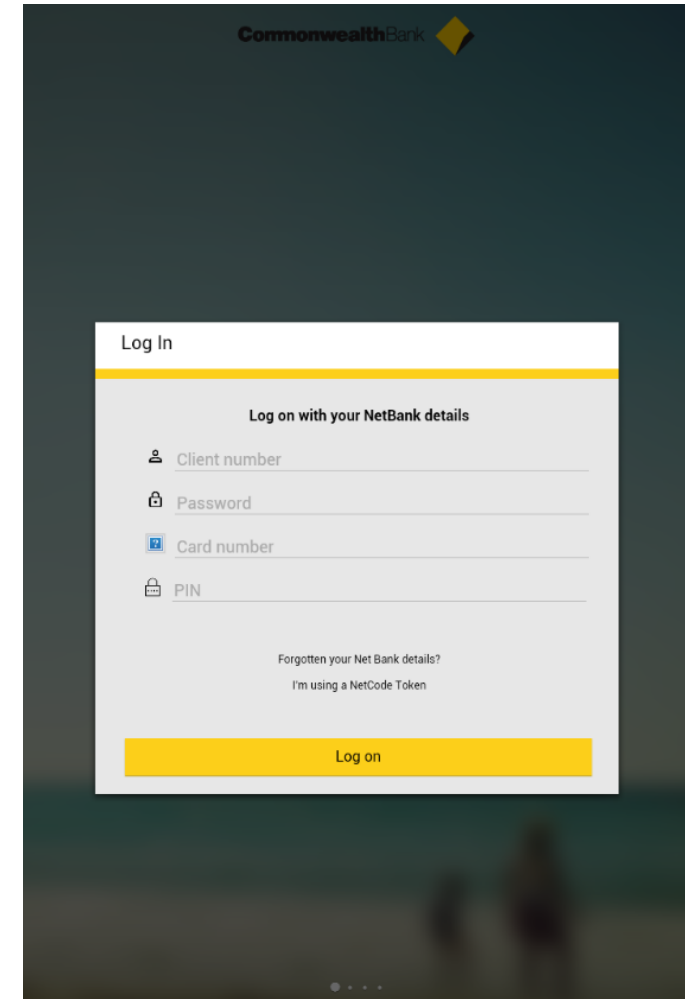 CommonwealthBank
Log In
Log on with your NetBank details
Client number
Password
Card number
PIN
Forgotten your Net Bank details?
I'm using a NetCode Token
Log on